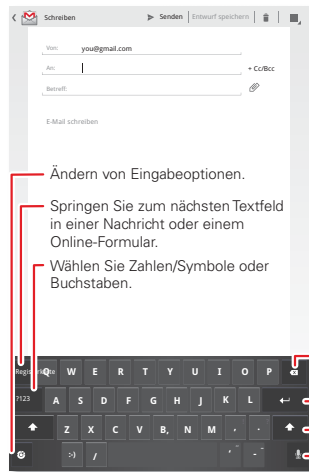 Schreiben Senden Entwurf speichern
Von: you@gmail.com
An: + Cc/Bcc
Betreff:
E-Mail schreiben
Ändern von Eingabeoptionen.
Springen Sie zum nächsten Textfeld
in einer Nachricht oder einem
Online-Formular.
Wählen Sie Zahlen/Symbole oder
Buchstaben.
Registerkarte Q W E R T Y U I O P
?123 A S D F G H J K L
Z X C V B, N M , .
:-) / ' " - _